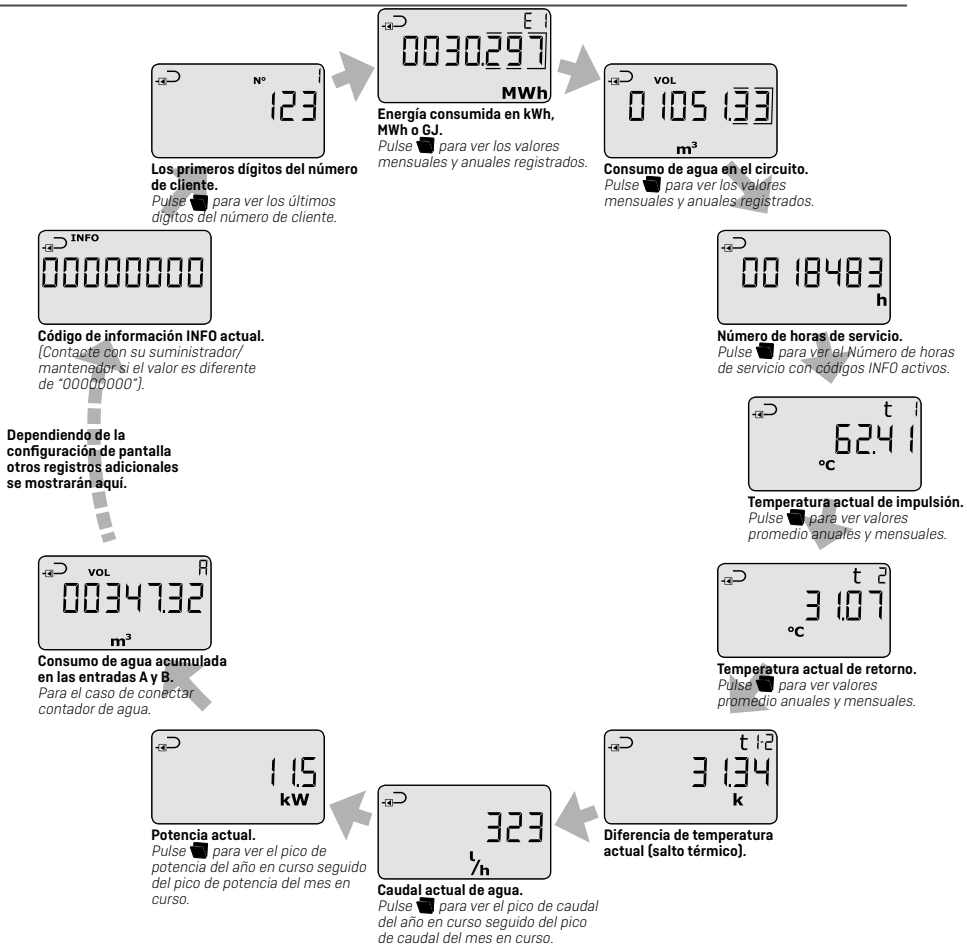 E 1
0030.297
MWh
Energía consumida en kWh,
MWh o GJ.
Pulse para ver los valores
mensuales y anuales registrados.
VOL
01051.33
m³
Consumo de agua en el circuito.
Pulse para ver los valores
mensuales y anuales registrados.
0018483
h
Número de horas de servicio.
Pulse para ver el Número de horas
de servicio con códigos INFO activos.
t 1
62.41
°C
Temperatura actual de impulsión.
Pulse para ver valores
promedio anuales y mensuales.
t 2
31.07
°C
Temperatura actual de retorno.
Pulse para ver valores
promedio anuales y mensuales.
t 1-2
31.34
k
Diferencia de temperatura
actual (salto térmico).
323
l/h
Caudal actual de agua.
Pulse para ver el pico de caudal
del año en curso seguido del pico
de caudal del mes en curso.
11.5
kW
Potencia actual.
Pulse para ver el pico de
potencia del año en curso seguido
del pico de potencia del mes en
curso.
VOL A
00347.32
m³
Consumo de agua acumulada
en las entradas A y B.
Para el caso de conectar
contador de agua.
Dependiendo de la
configuración de pantalla
otros registros adicionales
se mostrarán aquí.
INFO
00000000
Código de información INFO actual.
(Contacte con su suministrador/
mantenedor si el valor es diferente
de "00000000").
Nº 1
123
Los primeros dígitos del número
de cliente.
Pulse para ver los últimos
dígitos del número de cliente.